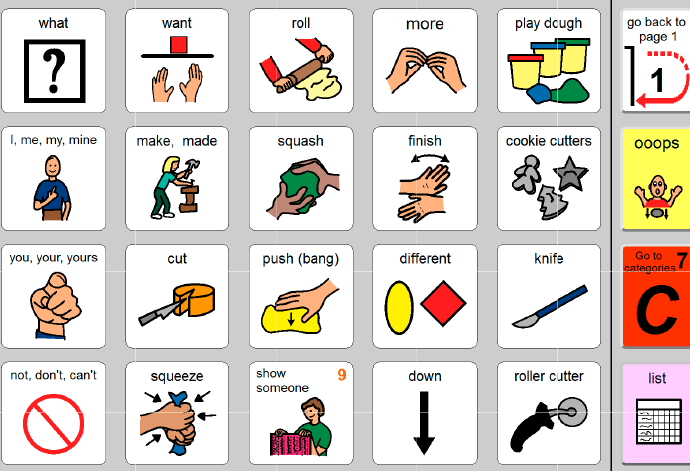 what
want
roll
more
play dough
go back to
page 1
?
1
I, me, my, mine
make, made
squash
finish
cookie cutters
ooops
you, your, yours
cut
push (bang)
different
knife
Go to
categories 7
C
not, don't, can't
squeeze
show
someone
9
down
roller cutter
list